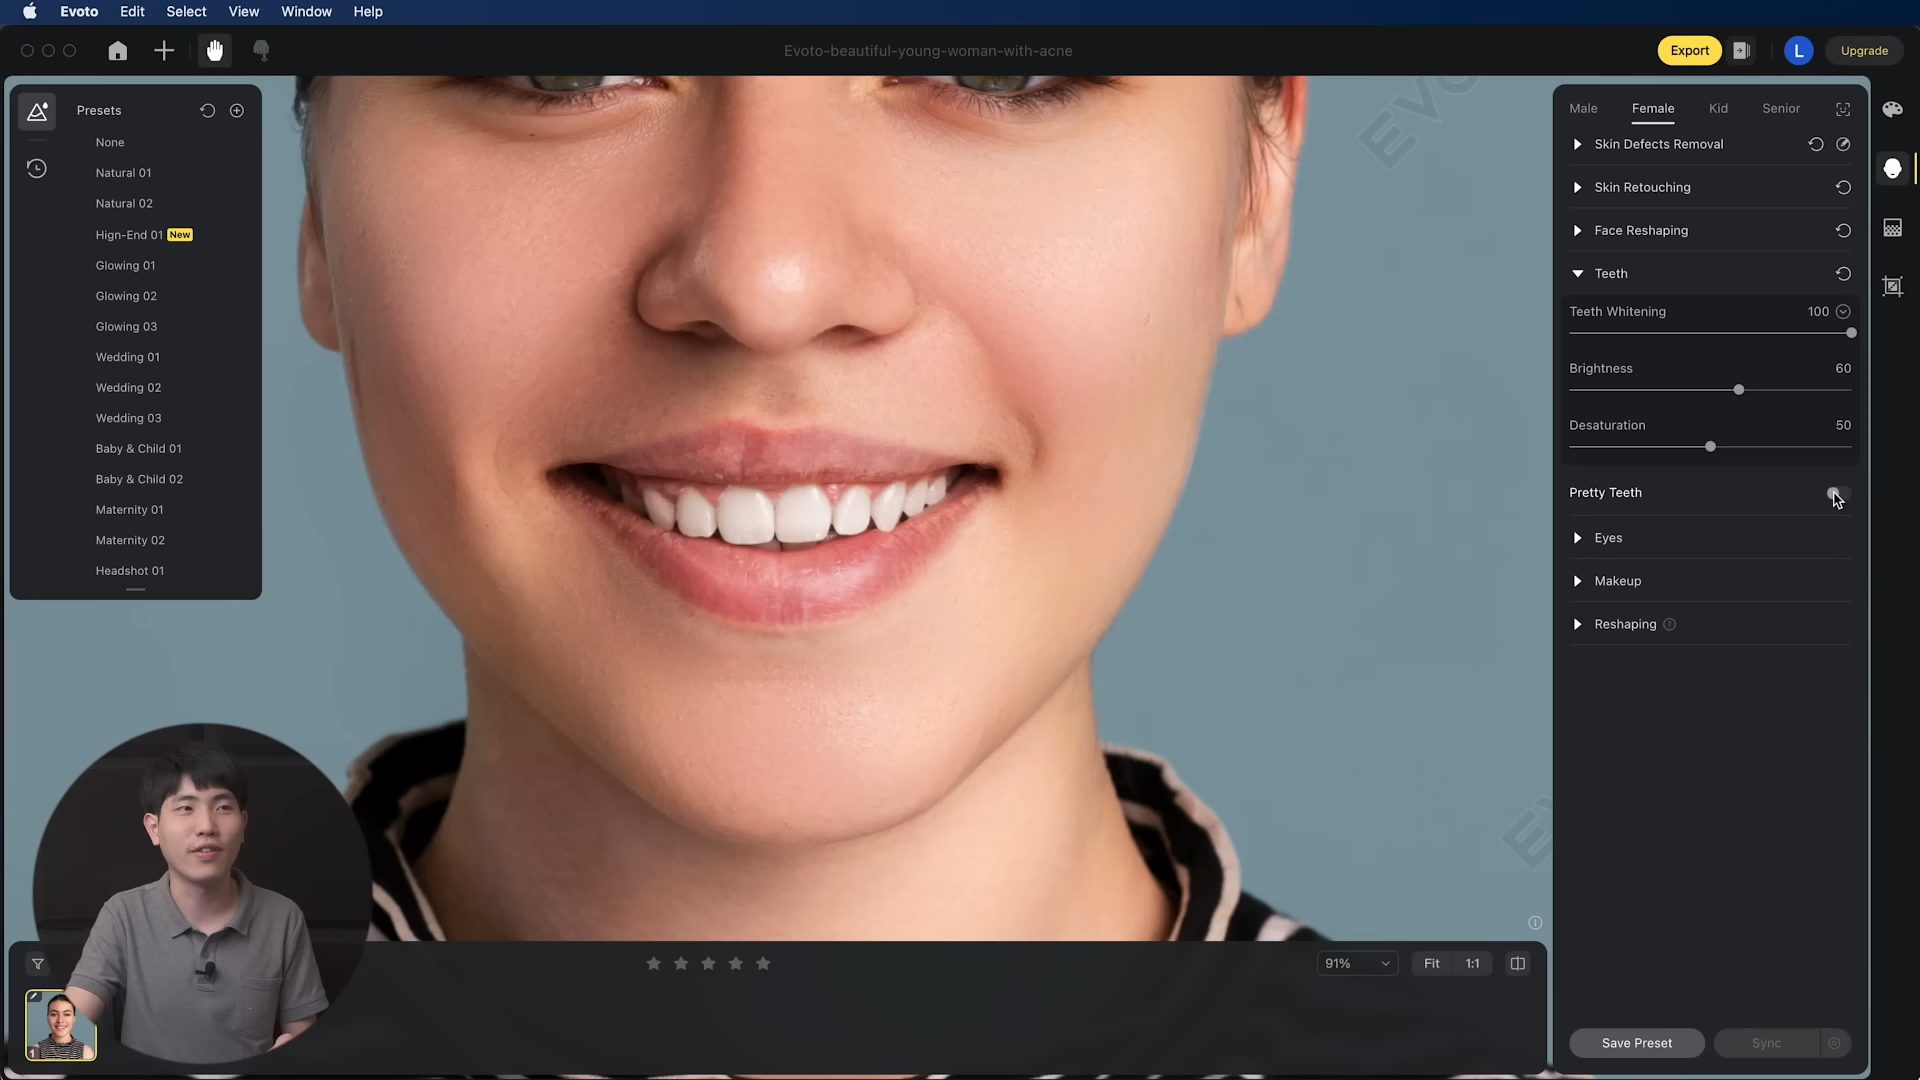 Evoto Edit Select View Window Help
Evoto-beautiful-young-woman-with-acne
Export
L
Upgrade
Presets
None
Natural 01
Natural 02
Hign-End 01 New
Glowing 01
Glowing 02
Glowing 03
Wedding 01
Wedding 02
Wedding 03
Baby & Child 01
Baby & Child 02
Maternity 01
Maternity 02
Headshot 01
EVO
EV
Male Female Kid Senior
Skin Defects Removal
Skin Retouching
Face Reshaping
Teeth
Teeth Whitening 100
Brightness 60
Desaturation 50
Pretty Teeth
Eyes
Makeup
Reshaping ?
91% Fit 1:1
1
Save Preset Sync